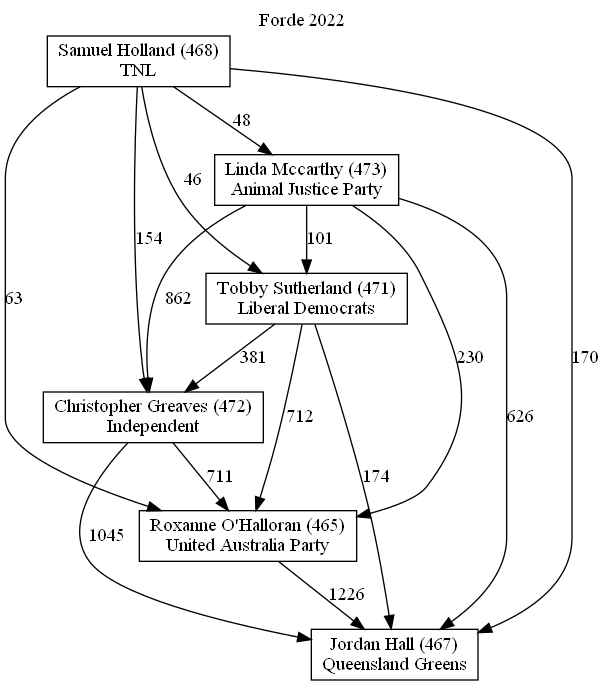 Forde 2022
Samuel Holland (468)
TNL
48
Linda Mccarthy (473)
Animal Justice Party
46
154
101
862
63
Tobby Sutherland (471)
Liberal Democrats
381
230
170
712
626
Christopher Greaves (472)
Independent
711
174
1045
Roxanne O'Halloran (465)
United Australia Party
1226
Jordan Hall (467)
Queensland Greens